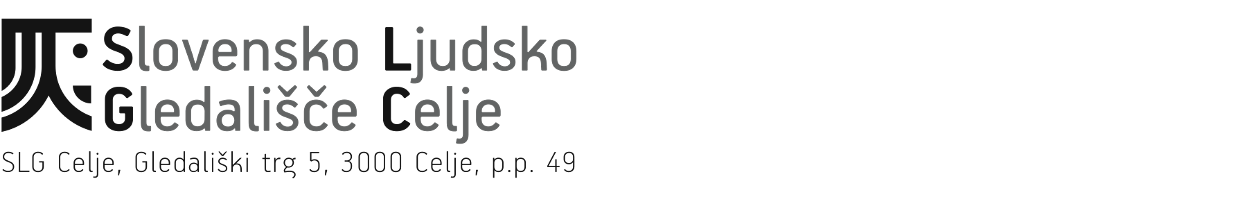 Slovensko Ljudsko
Gledališče Celje
SLG Celje, Gledališki trg 5, 3000 Celje, p.p. 49